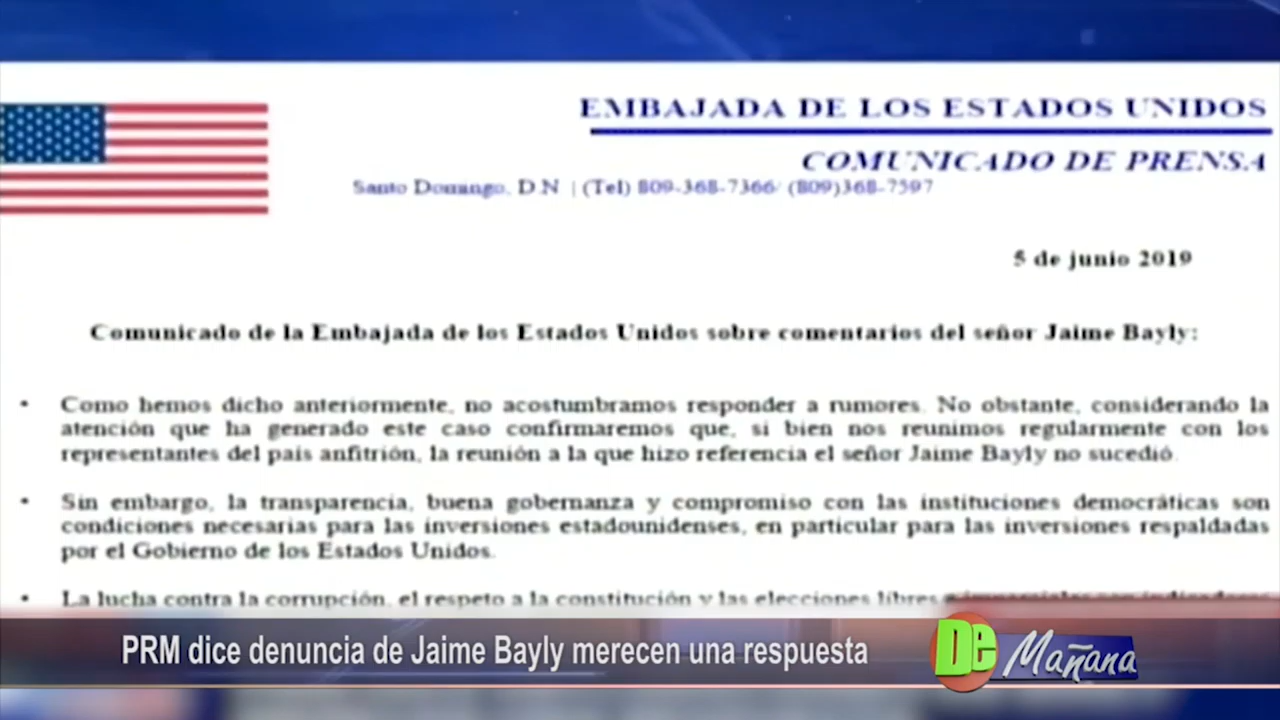 EMBAJADA DE LOS ESTADOS UNIDOS
COMUNICADO DE PRENSA
Santo Domingo, D.N. | (Tel) 809-368-7366/ (809)368-7597
5 de junio 2019
Comunicado de la Embajada de los Estados Unidos sobre comentarios del señor Jaime Bayly:
• Como hemos dicho anteriormente, no acostumbramos responder a rumores. No obstante, considerando la
atención que ha generado este caso confirmaremos que, si bien nos reunimos regularmente con los
representantes del país anfitrión, la reunión a la que hizo referencia el señor Jaime Bayly no sucedió.
• Sin embargo, la transparencia, buena gobernanza y compromiso con las instituciones democráticas son
condiciones necesarias para las inversiones estadounidenses, en particular para las inversiones respaldadas
por el Gobierno de los Estados Unidos.
• La lucha contra la corrupción, el respeto a la constitución y las elecciones libres e
PRM dice denuncia de Jaime Bayly merecen una respuesta
De Mañana